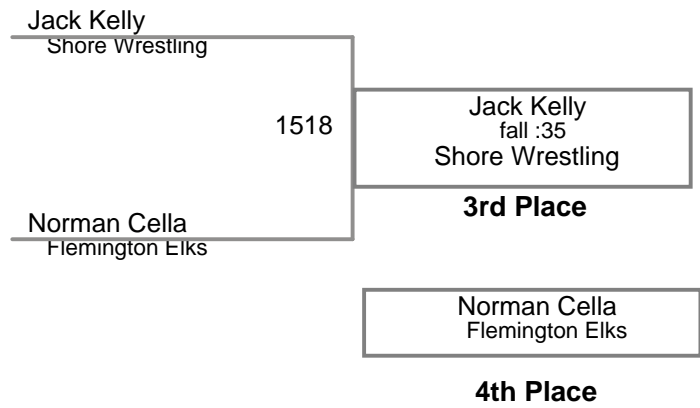 Jack Kelly
Shore Wrestling
1518
Jack Kelly
fall :35
Shore Wrestling
3rd Place
Norman Cella
Flemington Elks
Norman Cella
Flemington Elks
4th Place